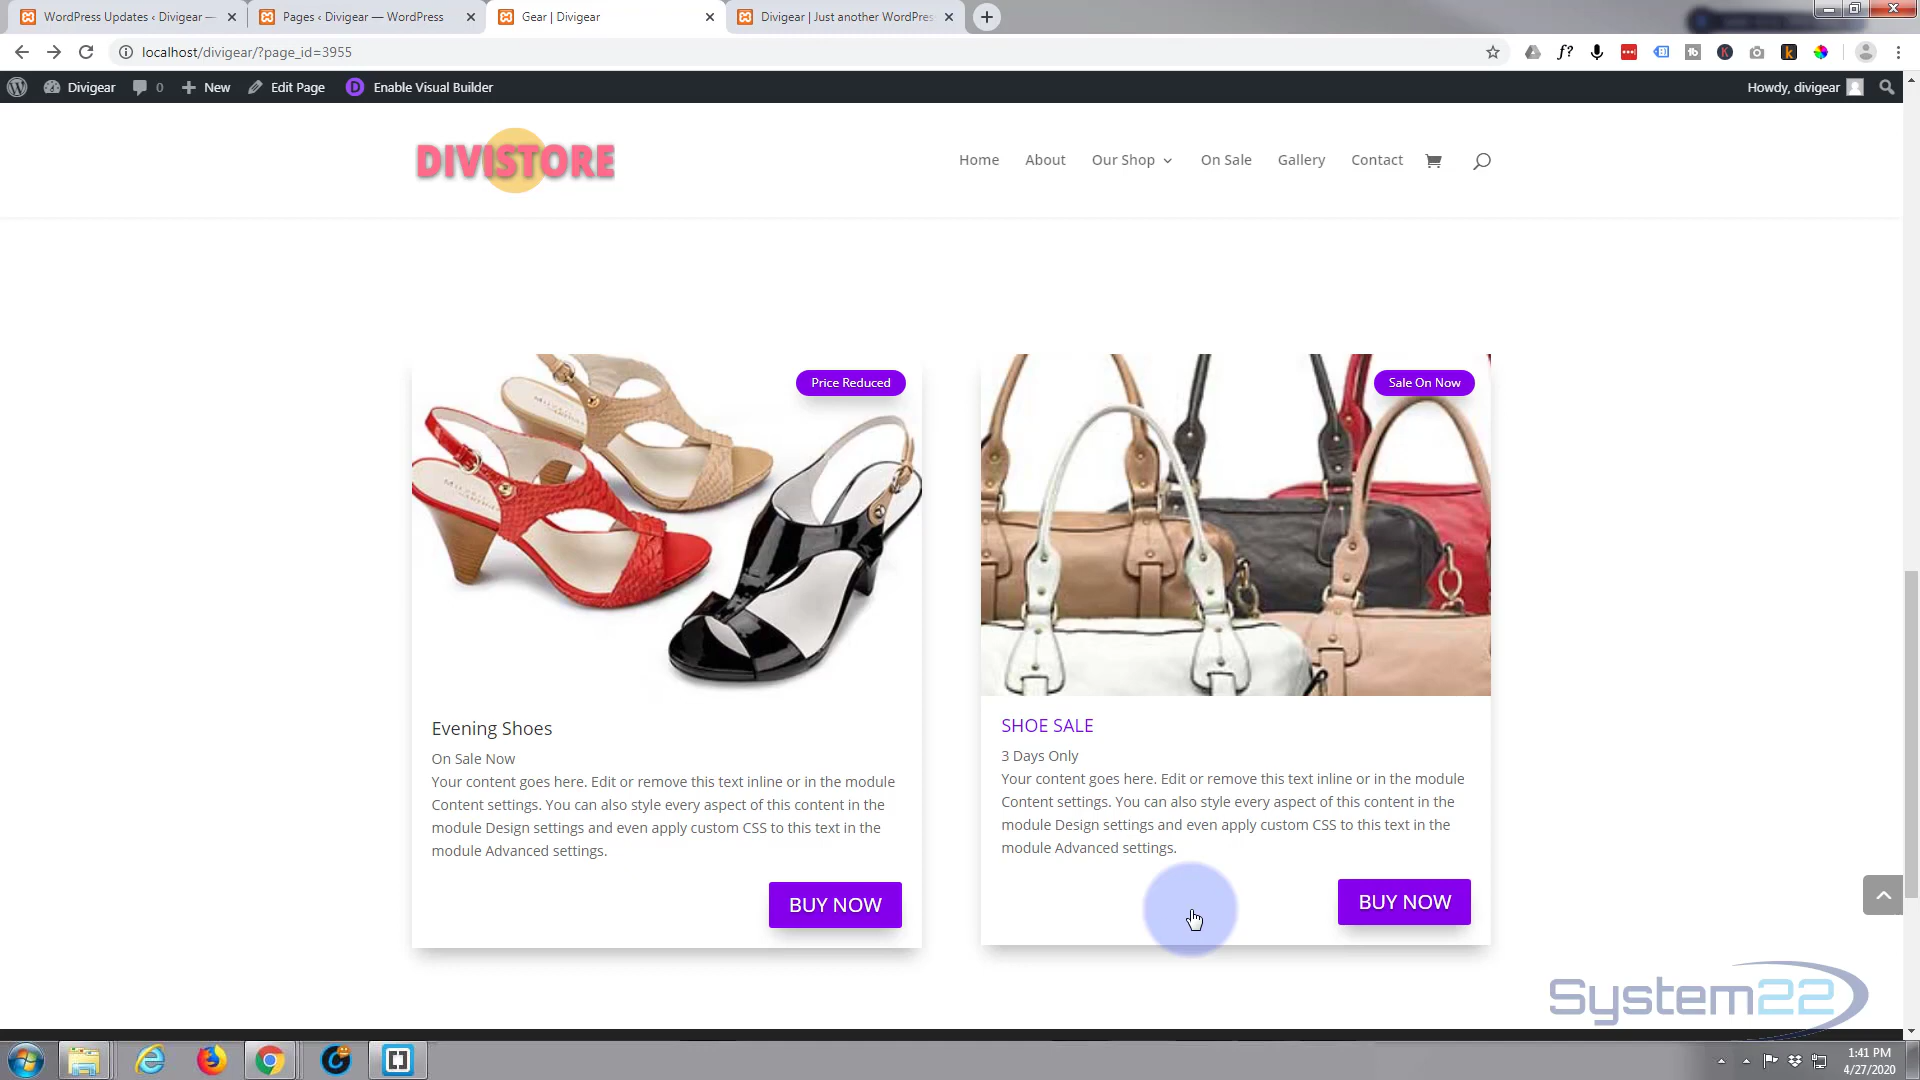 WordPress Updates ‹ Divigear —
Pages ‹ Divigear — WordPress
Gear | Divigear
Divigear | Just another WordPress
localhost/divigear/?page_id=3955
Divigear
0
New
Edit Page
Enable Visual Builder
Howdy, divigear
DIVISTORE
Home
About
Our Shop
On Sale
Gallery
Contact
Price Reduced
Sale On Now
Evening Shoes
On Sale Now
Your content goes here. Edit or remove this text inline or in the module
Content settings. You can also style every aspect of this content in the
module Design settings and even apply custom CSS to this text in the
module Advanced settings.
BUY NOW
SHOE SALE
3 Days Only
Your content goes here. Edit or remove this text inline or in the module
Content settings. You can also style every aspect of this content in the
module Design settings and even apply custom CSS to this text in the
module Advanced settings.
BUY NOW
System22
1:41 PM
4/27/2020